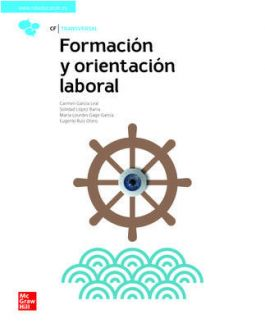 CF TRANSVERSAL
Formación
y orientación
laboral
Carmen García Leal
Soledad López Barra
María Lourdes Gago García
Eugenio Ruiz Otero
Mc
Graw
Hill